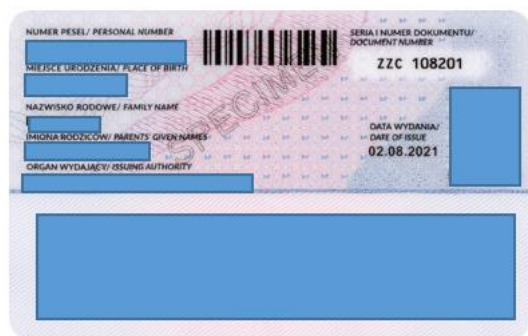 NUMER PESEL/ PERSONAL NUMBER
SERIA I NUMER DOKUMENTU/
DOCUMENT NUMBER
ZZC 108201
MIEJSCE URODZENIA/ PLACE OF BIRTH
NAZWISKO RODOWE/ FAMILY NAME
SPECIMEN
IMIONA RODZICÓW/ PARENTS' GIVEN NAMES
DATA WYDANIA/
DATE OF ISSUE
02.08.2021
ORGAN WYDAJĄCY/ ISSUING AUTHORITY